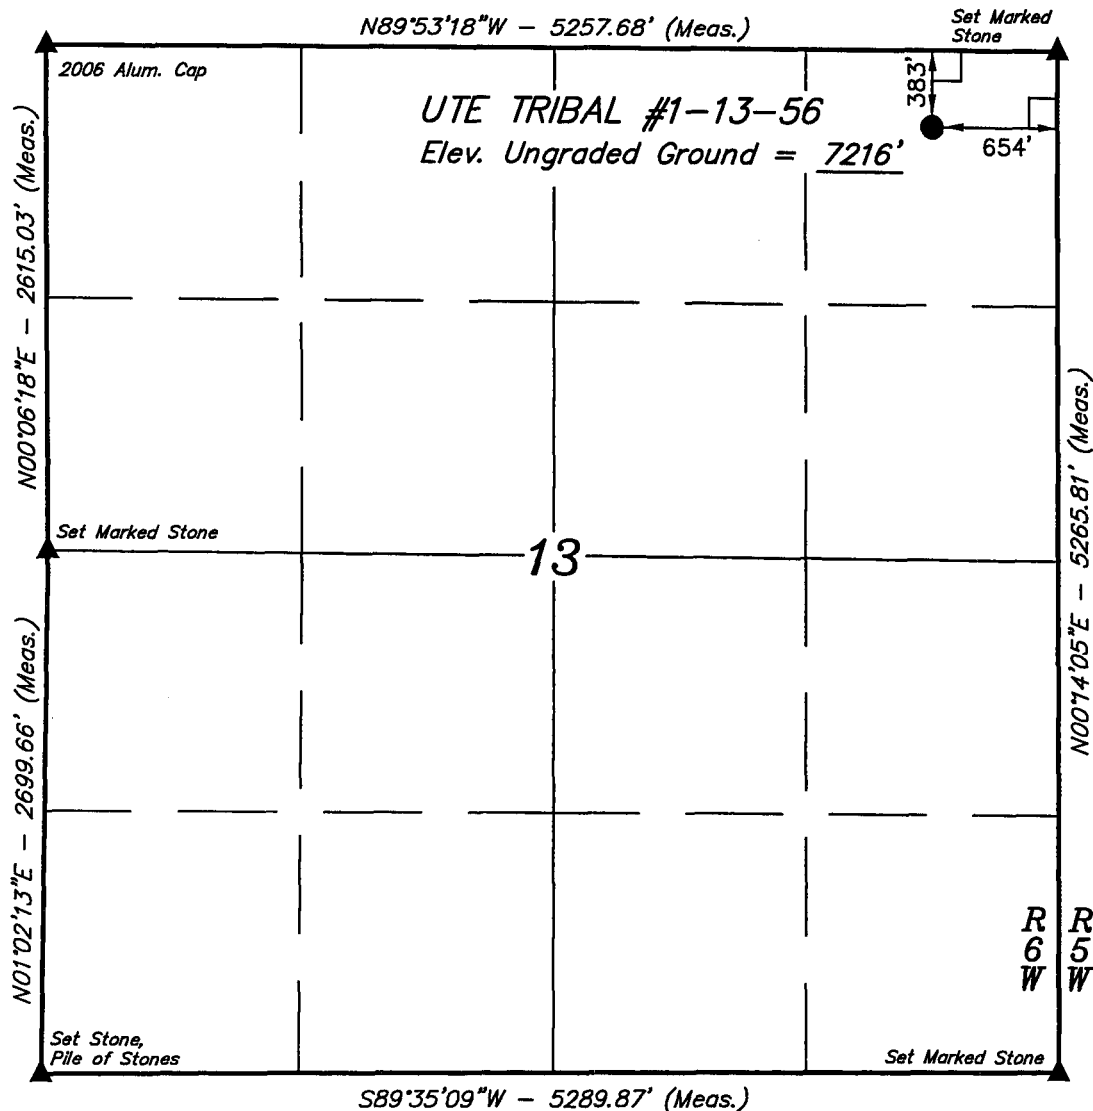 N89°53'18"W - 5257.68' (Meas.)
Set Marked
Stone
2006 Alum. Cap
383'
UTE TRIBAL #1-13-56
Elev. Ungraded Ground = 7216'
654'
N00°06'18"E - 2615.03' (Meas.)
Set Marked Stone
13
N00°14'05"E - 5265.81' (Meas.)
N01°02'13"E - 2699.66' (Meas.)
R R
6 5
W W
Set Stone,
Pile of Stones
Set Marked Stone
S89°35'09"W - 5289.87' (Meas.)